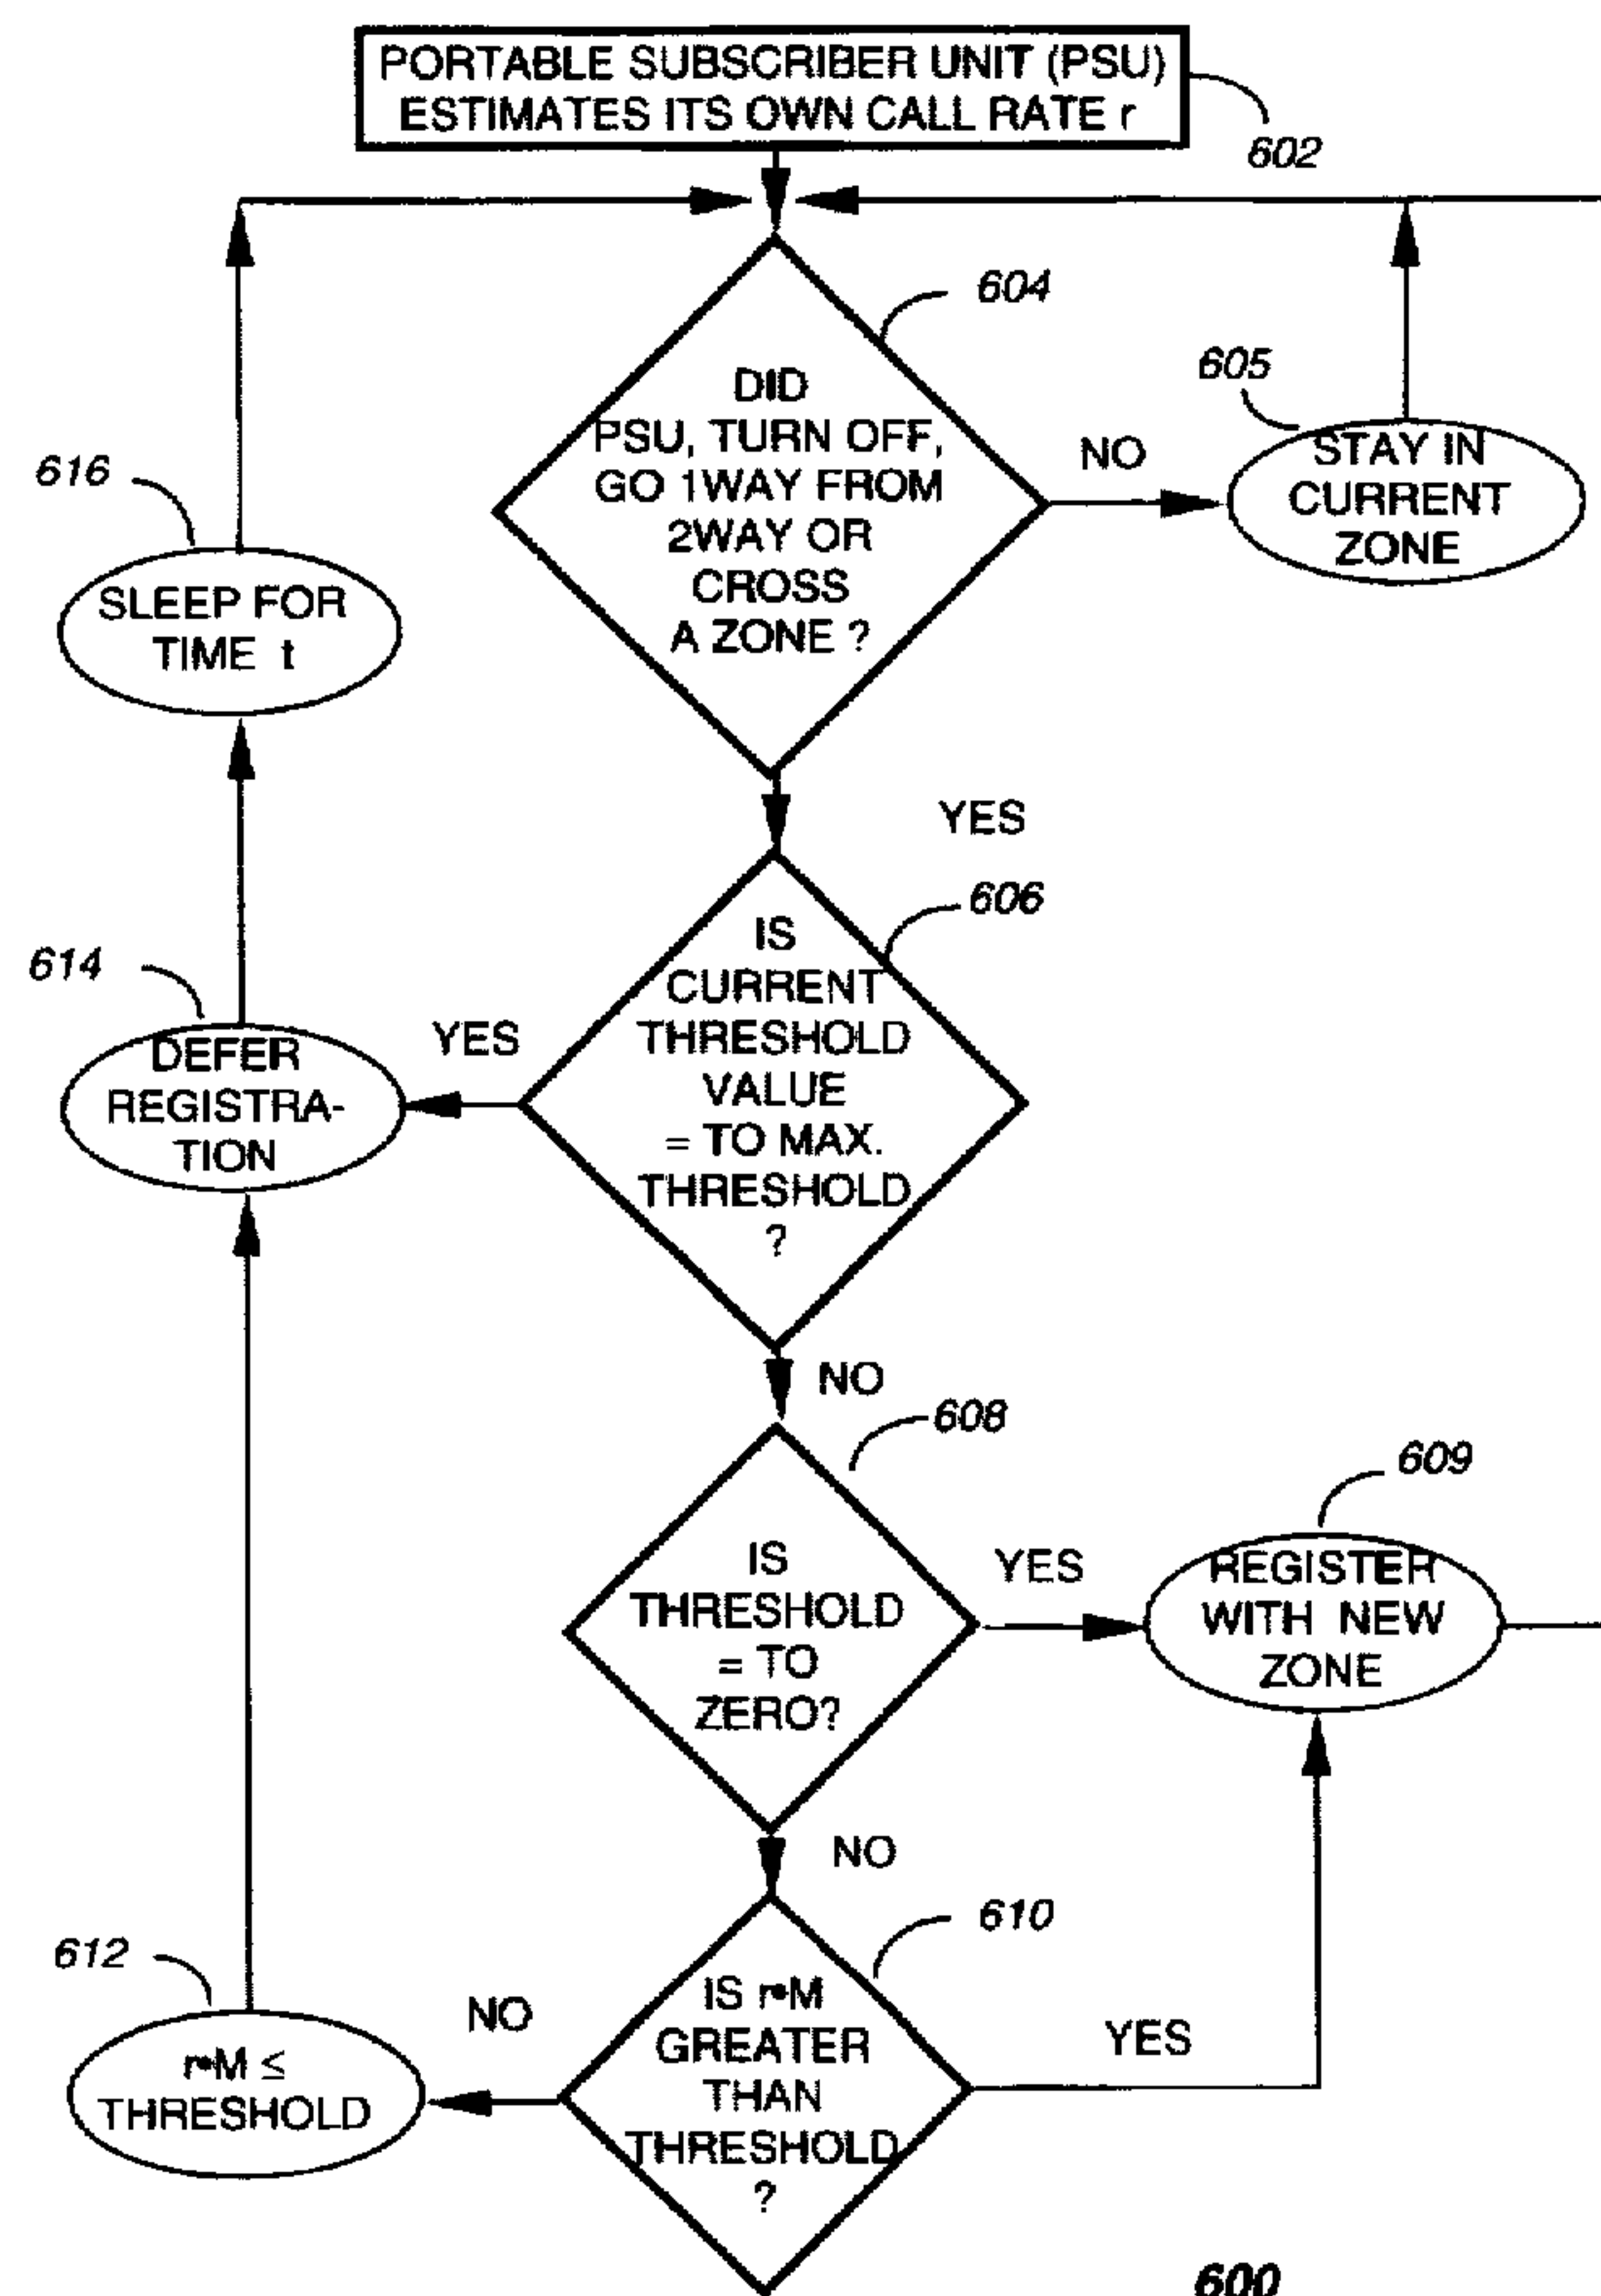 PORTABLE SUBSCRIBER UNIT (PSU)
ESTIMATES ITS OWN CALL RATE r
602
604
DID
PSU, TURN OFF,
GO 1WAY FROM
2WAY OR
CROSS
A ZONE ?
NO
605
STAY IN
CURRENT
ZONE
616
SLEEP FOR
TIME t
YES
606
IS
CURRENT
THRESHOLD
VALUE
= TO MAX.
THRESHOLD
?
YES
614
DEFER
REGISTRA-
TION
NO
608
IS
THRESHOLD
= TO
ZERO?
YES
609
REGISTER
WITH NEW
ZONE
NO
610
IS r•M
GREATER
THAN
THRESHOLD
?
YES
NO
612
r•M ≤
THRESHOLD
600